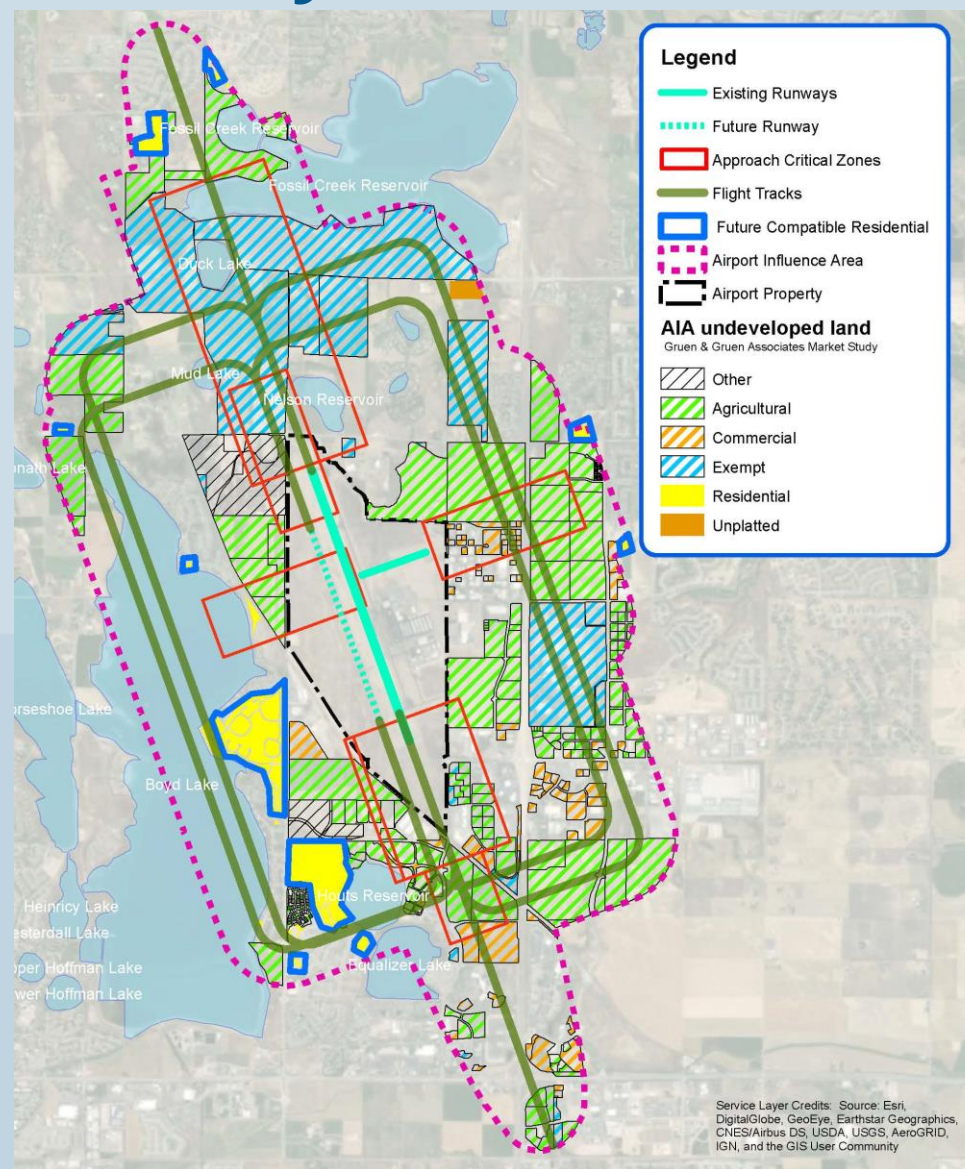 Legend
Existing Runways
Future Runway
Approach Critical Zones
Flight Tracks
Future Compatible Residential
Airport Influence Area
Airport Property
AIA undeveloped land
Gruen & Gruen Associates Market Study
Other
Agricultural
Commercial
Exempt
Residential
Unplatted
Fossil Creek Reservoir
Fossil Creek Reservoir
Duck Lake
Mud Lake
Nelson Reservoir
onath Lake
orseshoe Lake
Boyd Lake
Houts Reservoir
Heinricy Lake
esterdall Lake
Equalizer Lake
pper Hoffman Lake
ower Hoffman Lake
Service Layer Credits: Source: Esri,
DigitalGlobe, GeoEye, Earthstar Geographics,
CNES/Airbus DS, USDA, USGS, AeroGRID,
IGN, and the GIS User Community